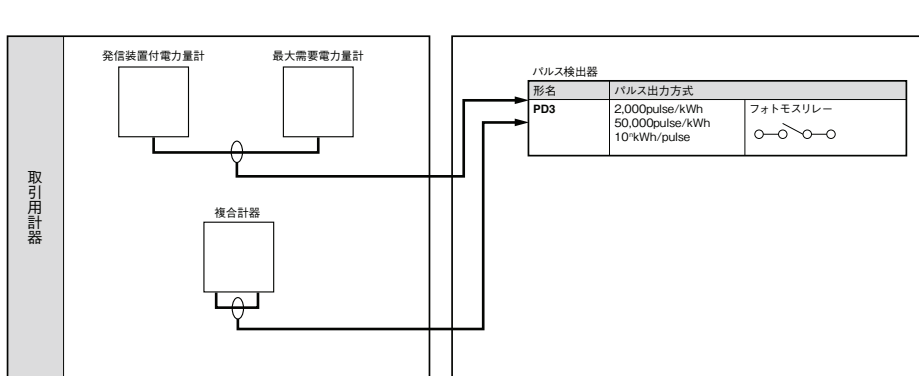 発信装置付電力量計
最大需要電力量計
取引用計器
複合計器
パルス検出器
形名 パルス出力方式
PD3 2,000pulse/kWh フォトモスリレー
50,000pulse/kWh
10ⁿkWh/pulse